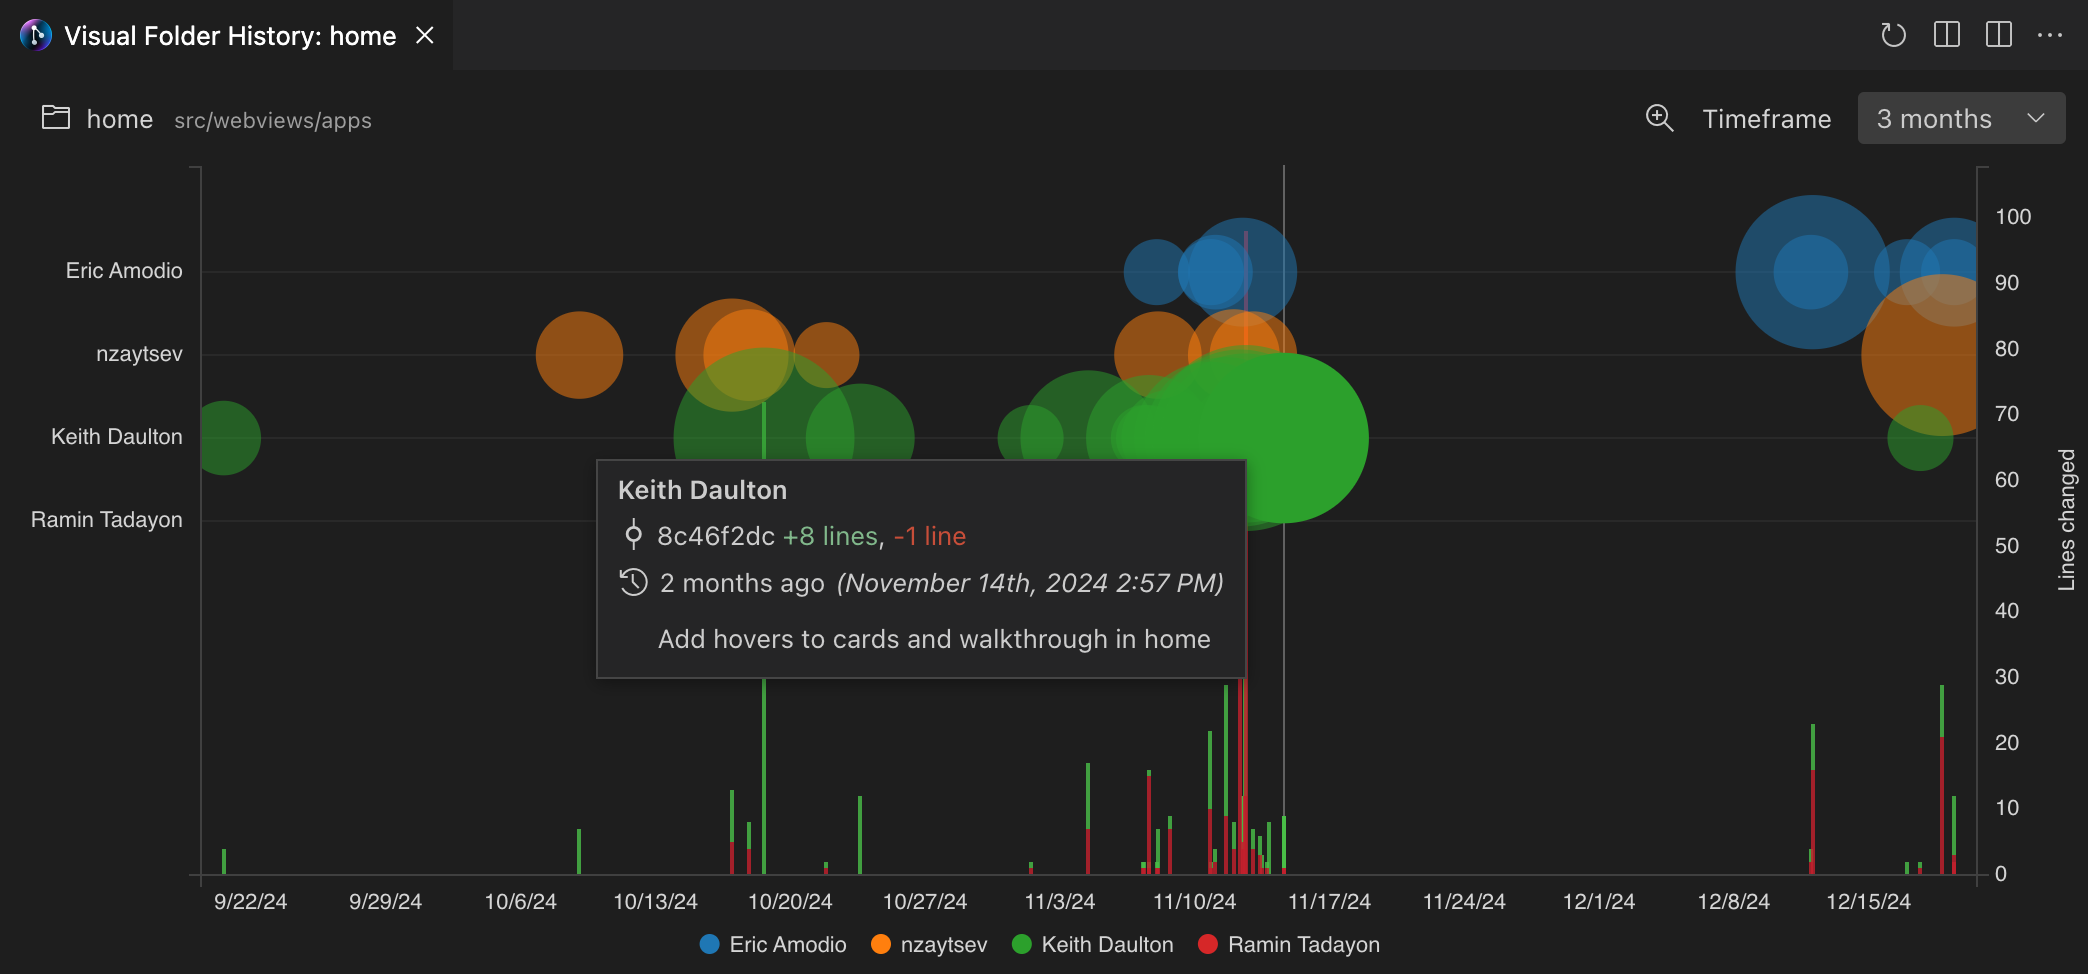 Visual Folder History: home
home src/webviews/apps
Timeframe 3 months
Eric Amodio
nzaytsev
Keith Daulton
Ramin Tadayon
100
90
80
70
60
50
40
30
20
10
0
Lines changed
Keith Daulton
8c46f2dc +8 lines, -1 line
2 months ago (November 14th, 2024 2:57 PM)
Add hovers to cards and walkthrough in home
9/22/24 9/29/24 10/6/24 10/13/24 10/20/24 10/27/24 11/3/24 11/10/24 11/17/24 11/24/24 12/1/24 12/8/24 12/15/24
Eric Amodio nzaytsev Keith Daulton Ramin Tadayon